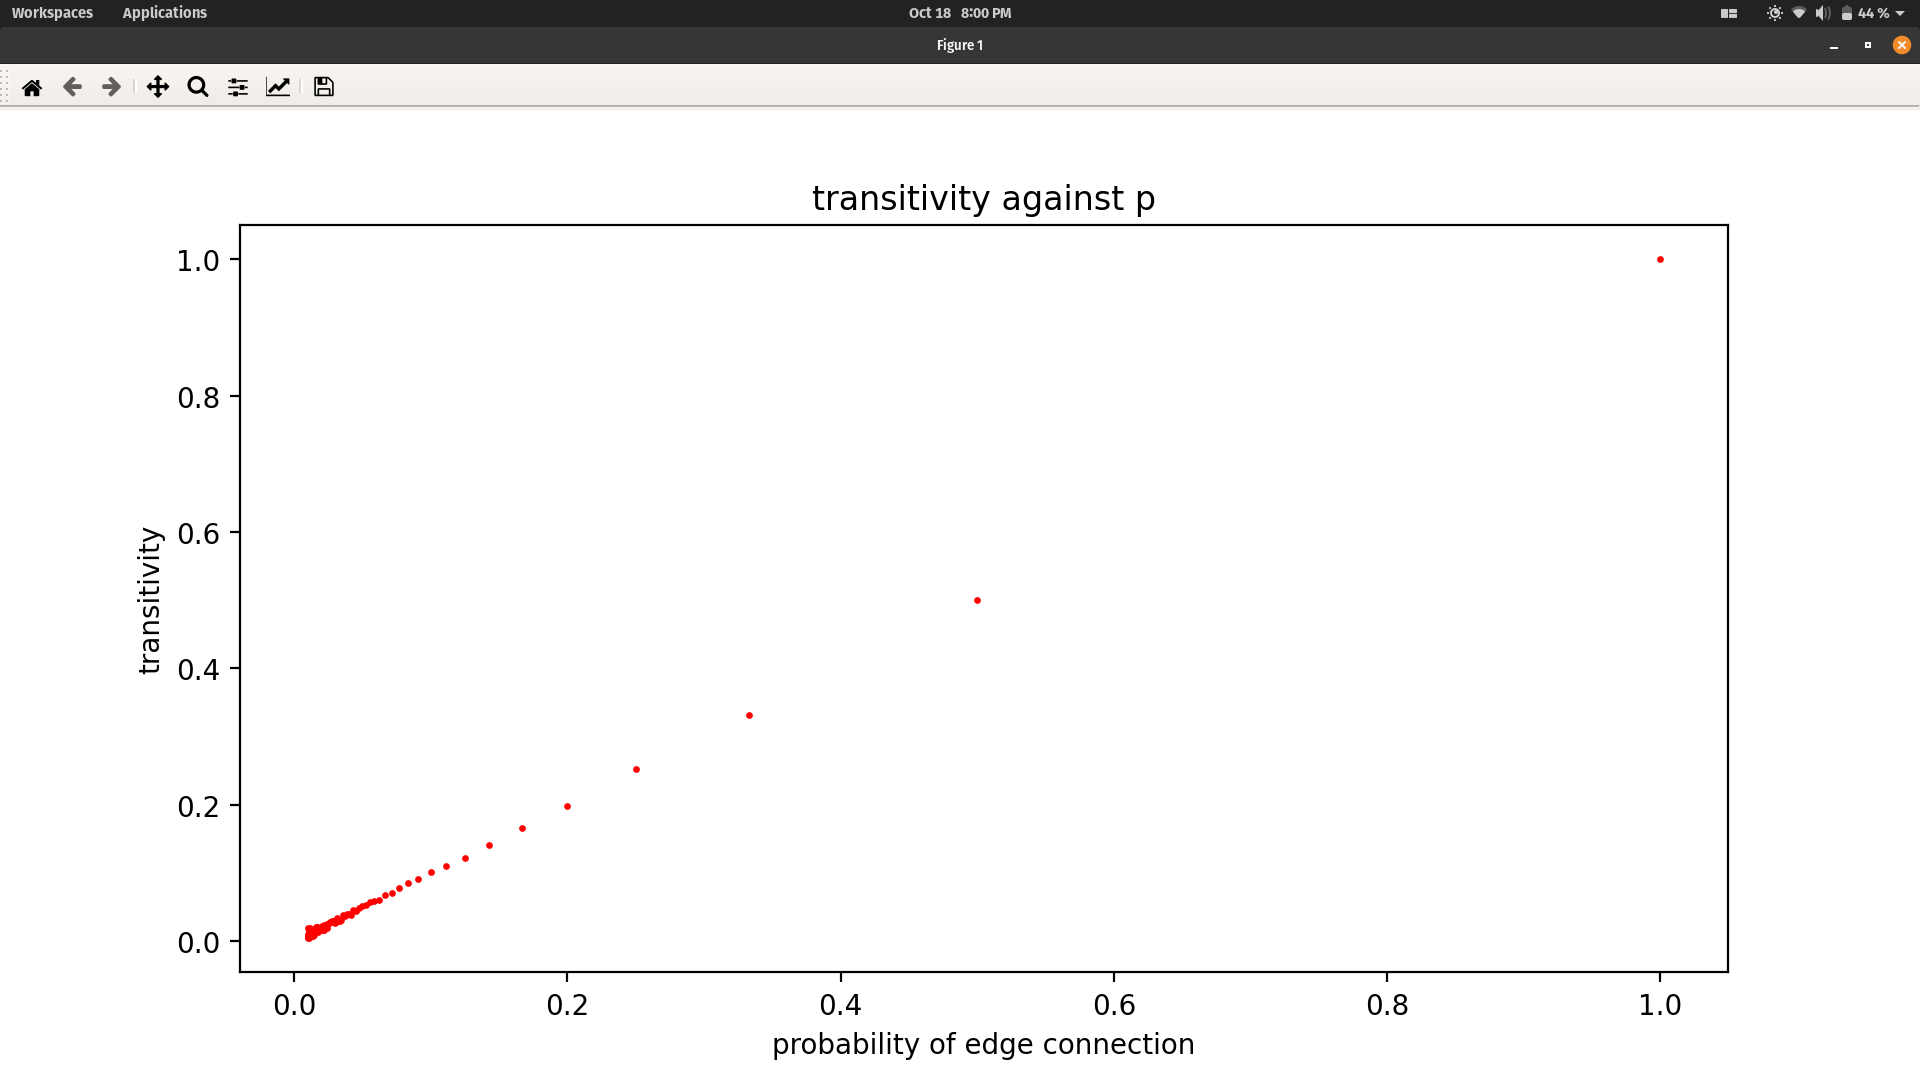 Workspaces Applications Oct 18 8:00 PM 44 %
Figure 1
transitivity against p
1.0
0.8
0.6
0.4
0.2
0.0
transitivity
0.0 0.2 0.4 0.6 0.8 1.0
probability of edge connection